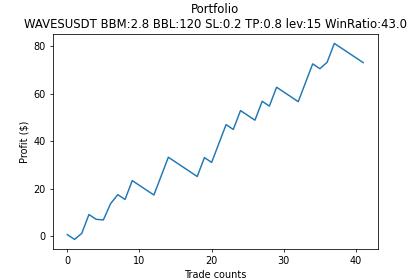 Portfolio
WAVESUSDT BBM:2.8 BBL:120 SL:0.2 TP:0.8 lev:15 WinRatio:43.0
80
60
40
20
0
Profit ($)
0 10 20 30 40
Trade counts